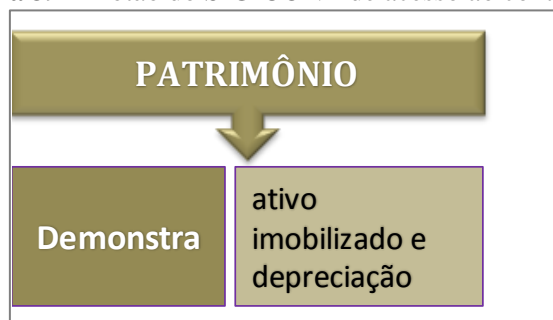 PATRIMÔNIO
Demonstra
ativo
imobilizado e
depreciação